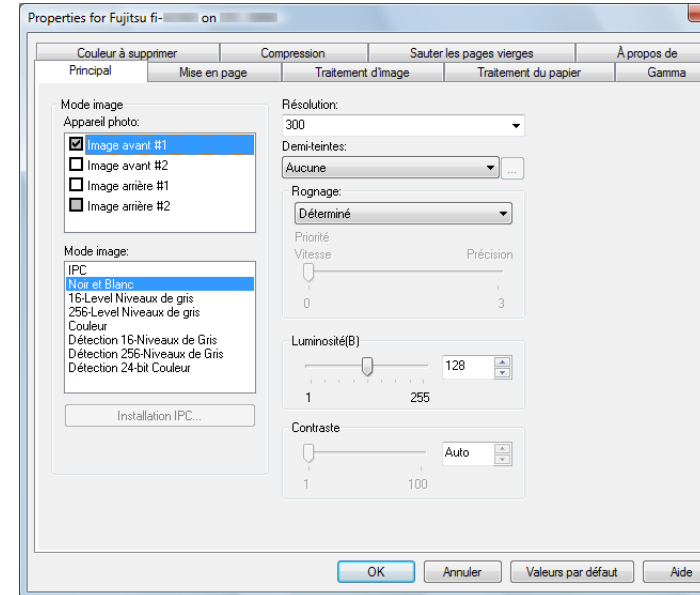 Properties for Fujitsu fi- on
Couleur à supprimer Compression Sauter les pages vierges À propos de
Principal Mise en page Traitement d'image Traitement du papier Gamma
Mode image
Appareil photo:
Image avant #1
Image avant #2
Image arrière #1
Image arrière #2
Mode image:
IPC
Noir et Blanc
16-Level Niveaux de gris
256-Level Niveaux de gris
Couleur
Détection 16-Niveaux de Gris
Détection 256-Niveaux de Gris
Détection 24-bit Couleur
Installation IPC...
Résolution:
300
Demi-teintes:
Aucune ...
Rognage:
Déterminé
Priorité
Vitesse Précision
0 3
Luminosité(B)
128
1 255
Contraste
Auto
1 100
OK Annuler Valeurs par défaut Aide